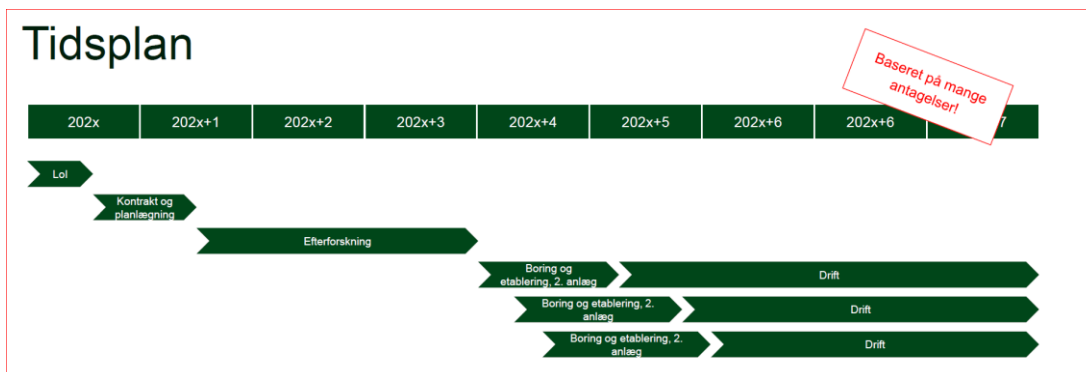 Tidsplan
Baseret på mange
antagelser!
202x
202x+1
202x+2
202x+3
202x+4
202x+5
202x+6
202x+6
7
LoI
Kontrakt og
planlægning
Efterforskning
Boring og
etablering, 2. anlæg
Drift
Boring og etablering, 2.
anlæg
Drift
Boring og etablering, 2.
anlæg
Drift